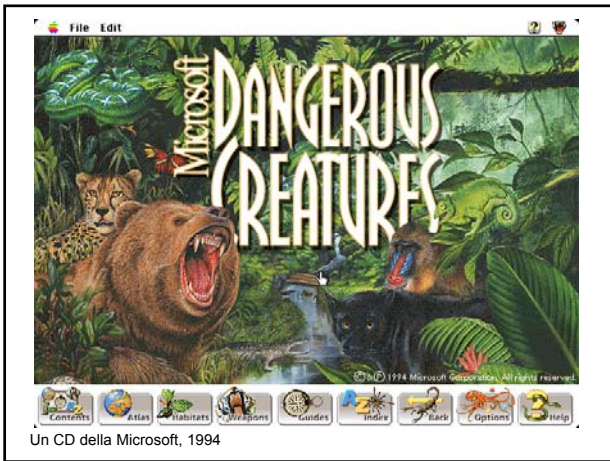 File Edit
Microsoft
DANGEROUS
CREATURES
©&Ⓟ 1994 Microsoft Corporation. All rights reserved.
Contents Atlas Habitats Weapons Guides Index Back Options Help
Un CD della Microsoft, 1994